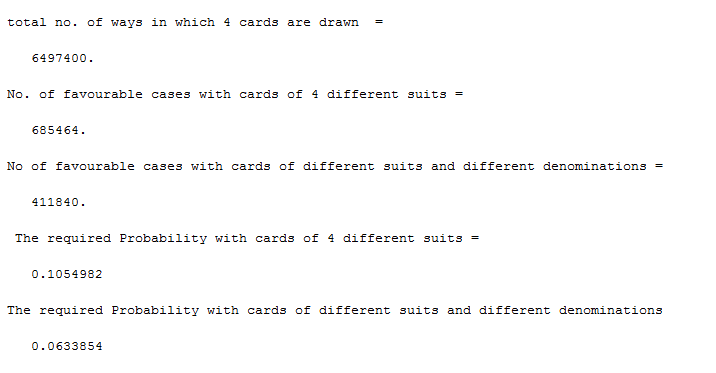 total no. of ways in which 4 cards are drawn =
6497400.
No. of favourable cases with cards of 4 different suits =
685464.
No of favourable cases with cards of different suits and different denominations =
411840.
The required Probability with cards of 4 different suits =
0.1054982
The required Probability with cards of different suits and different denominations
0.0633854